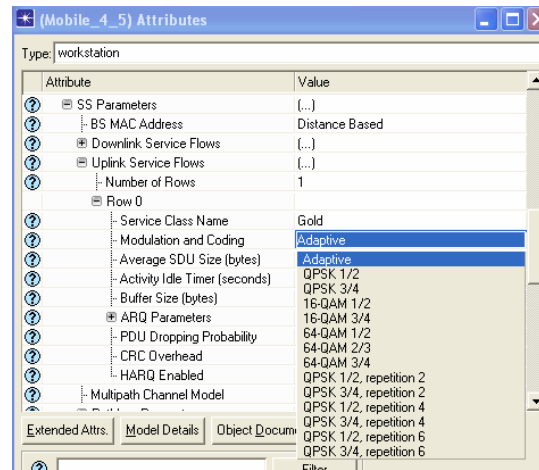 (Mobile_4_5) Attributes
Type: workstation
Attribute Value
SS Parameters (...)
BS MAC Address Distance Based
Downlink Service Flows (...)
Uplink Service Flows (...)
Number of Rows 1
Row 0
Service Class Name Gold
Modulation and Coding Adaptive
Average SDU Size (bytes) Adaptive
Activity Idle Timer (seconds) QPSK 1/2
QPSK 3/4
Buffer Size (bytes) 16-QAM 1/2
ARQ Parameters 16-QAM 3/4
PDU Dropping Probability 64-QAM 1/2
64-QAM 2/3
CRC Overhead 64-QAM 3/4
HARQ Enabled QPSK 1/2, repetition 2
Multipath Channel Model QPSK 3/4, repetition 2
QPSK 1/2, repetition 4
QPSK 3/4, repetition 4
Extended Attrs. Model Details Object Docum QPSK 1/2, repetition 6
QPSK 3/4, repetition 6
Filter